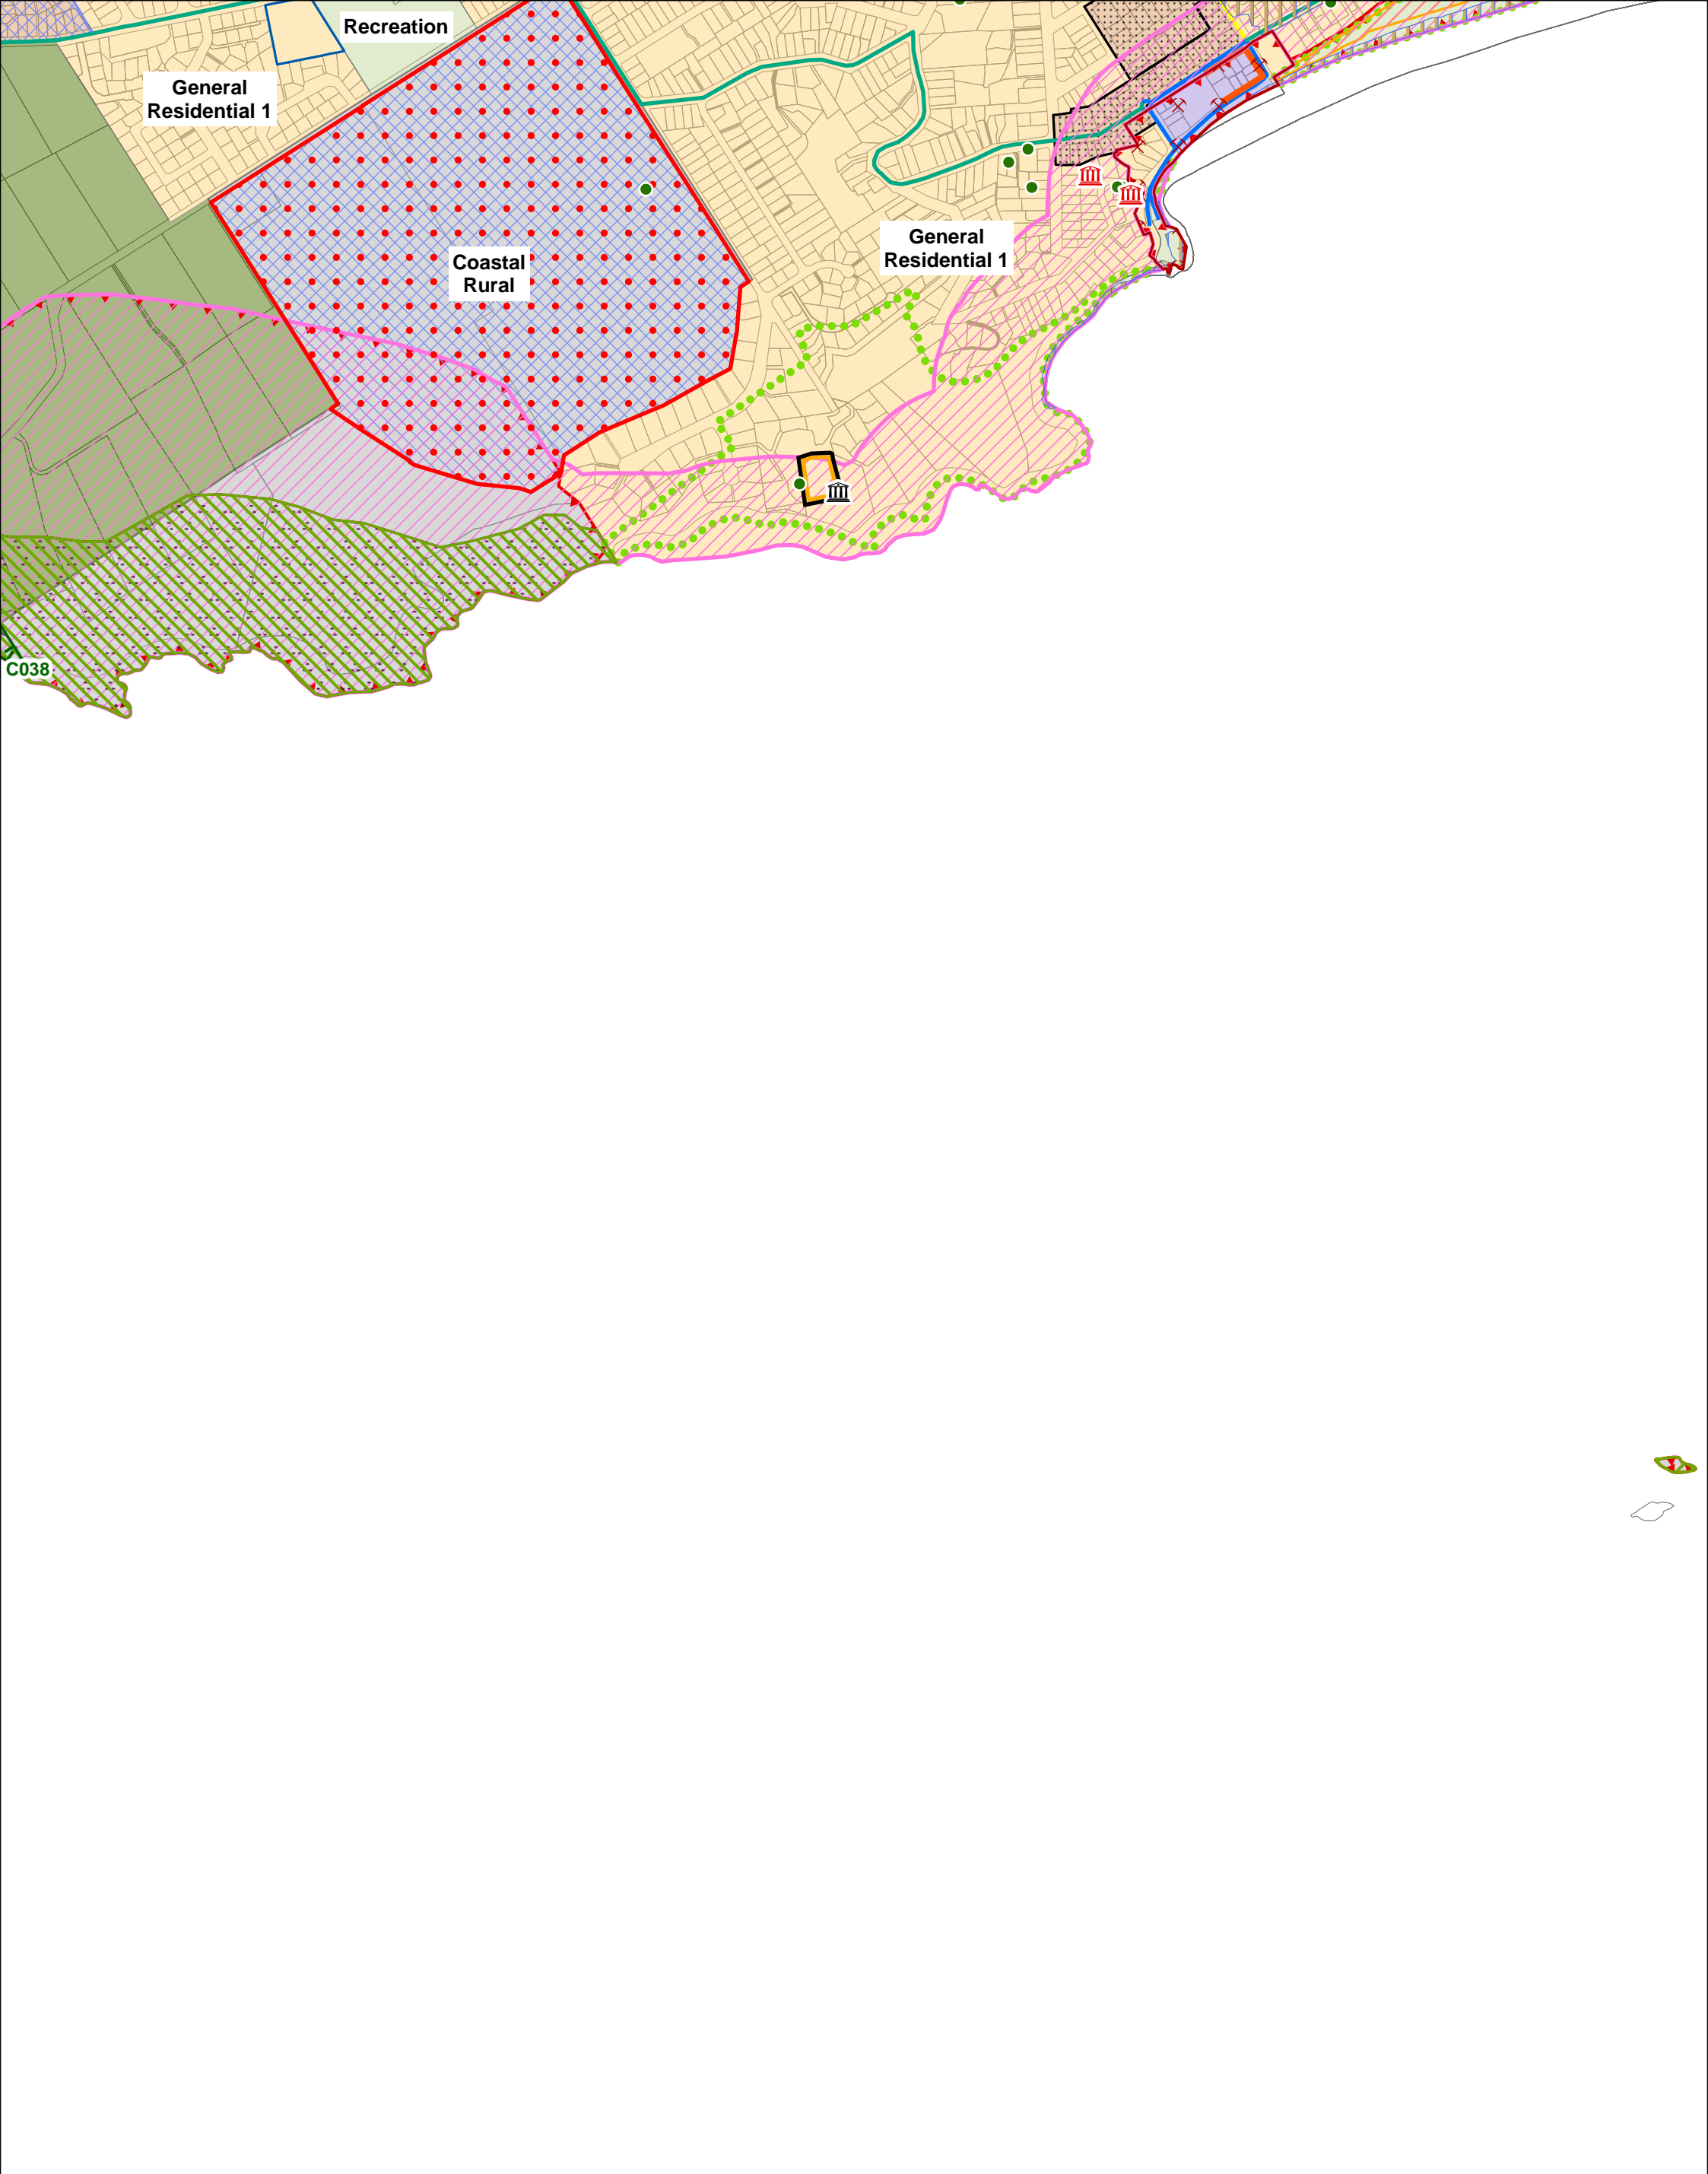 Recreation
General
Residential 1
General
Residential 1
Coastal
Rural
C038